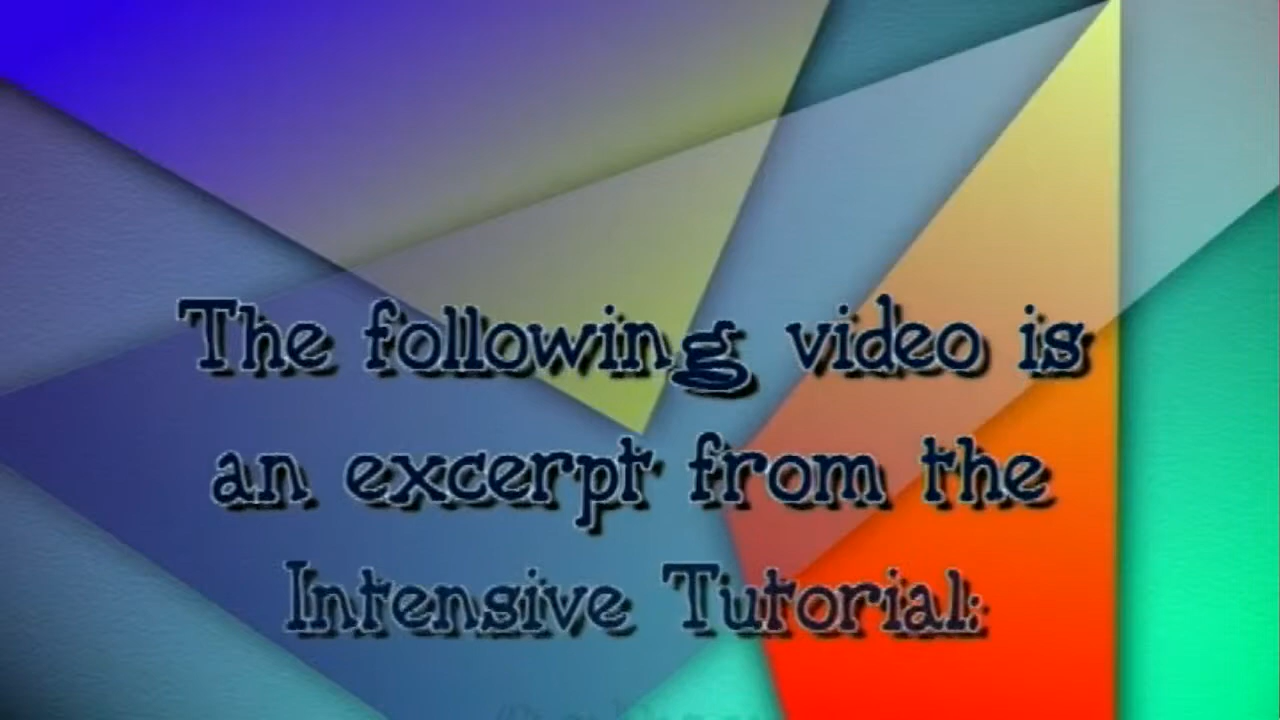 The following video is
an excerpt from the
Intensive Tutorial: